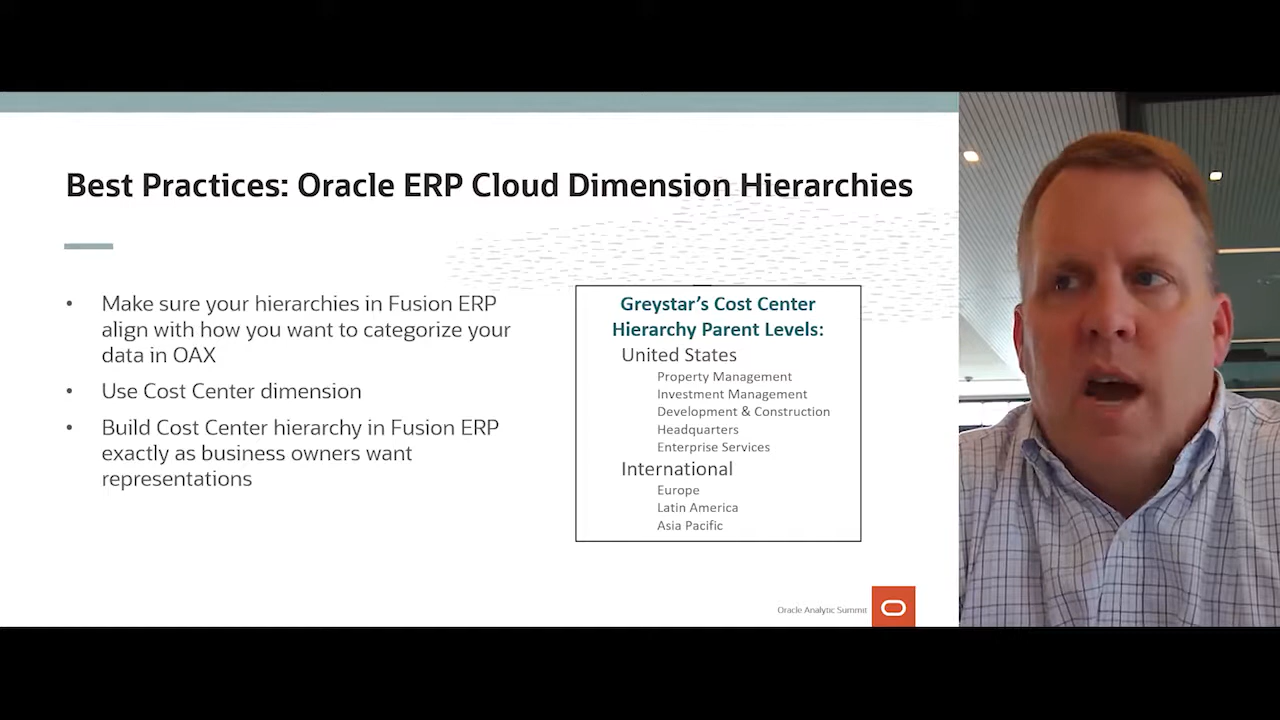 Best Practices: Oracle ERP Cloud Dimension Hierarchies
• Make sure your hierarchies in Fusion ERP
align with how you want to categorize your
data in OAX
• Use Cost Center dimension
• Build Cost Center hierarchy in Fusion ERP
exactly as business owners want
representations
Greystar's Cost Center
Hierarchy Parent Levels:
United States
Property Management
Investment Management
Development & Construction
Headquarters
Enterprise Services
International
Europe
Latin America
Asia Pacific
Oracle Analytic Summit